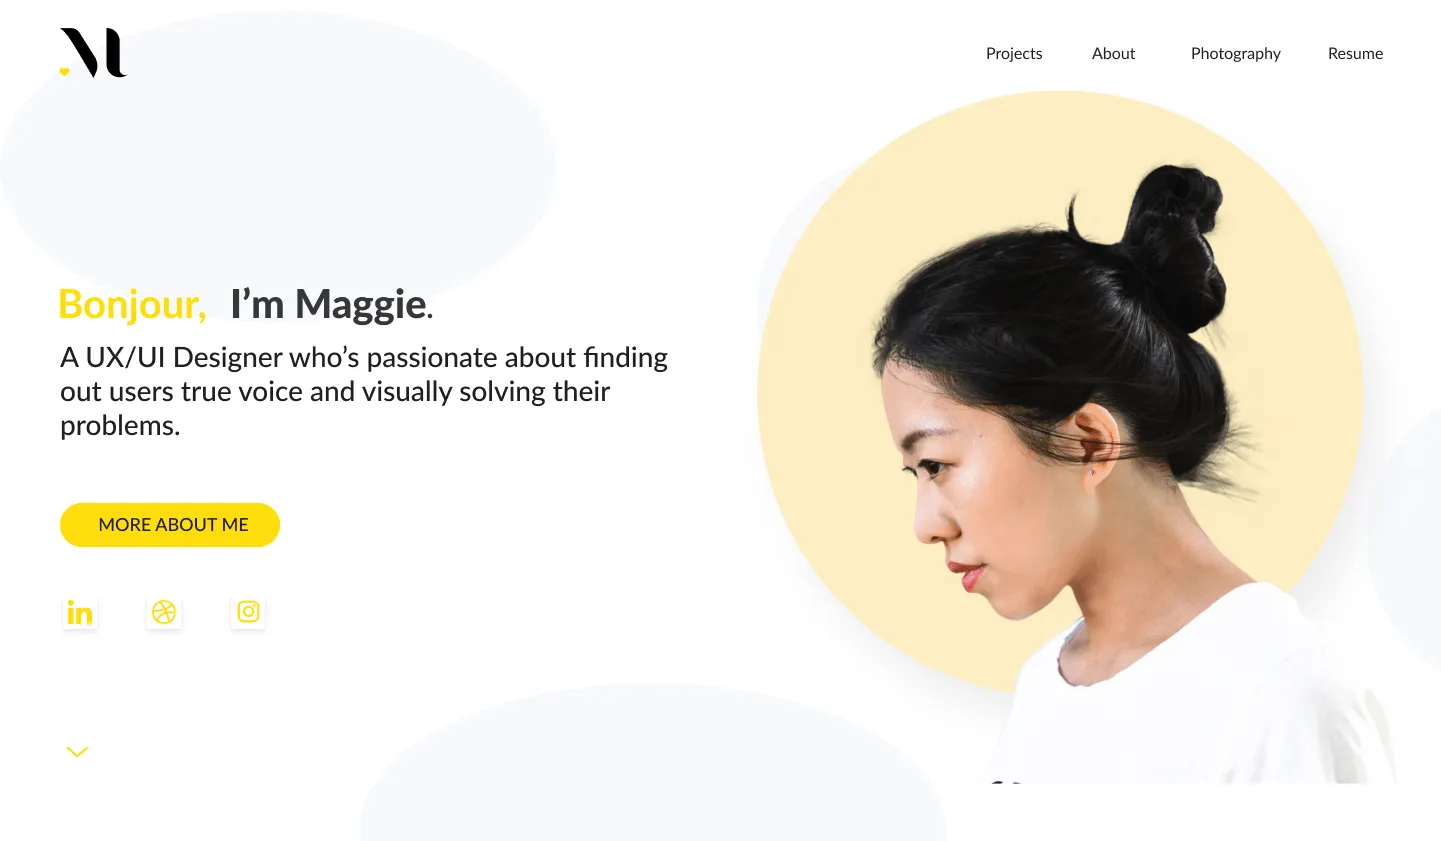 Projects About Photography Resume
Bonjour, I’m Maggie.
A UX/UI Designer who’s passionate about finding
out users true voice and visually solving their
problems.
MORE ABOUT ME
in